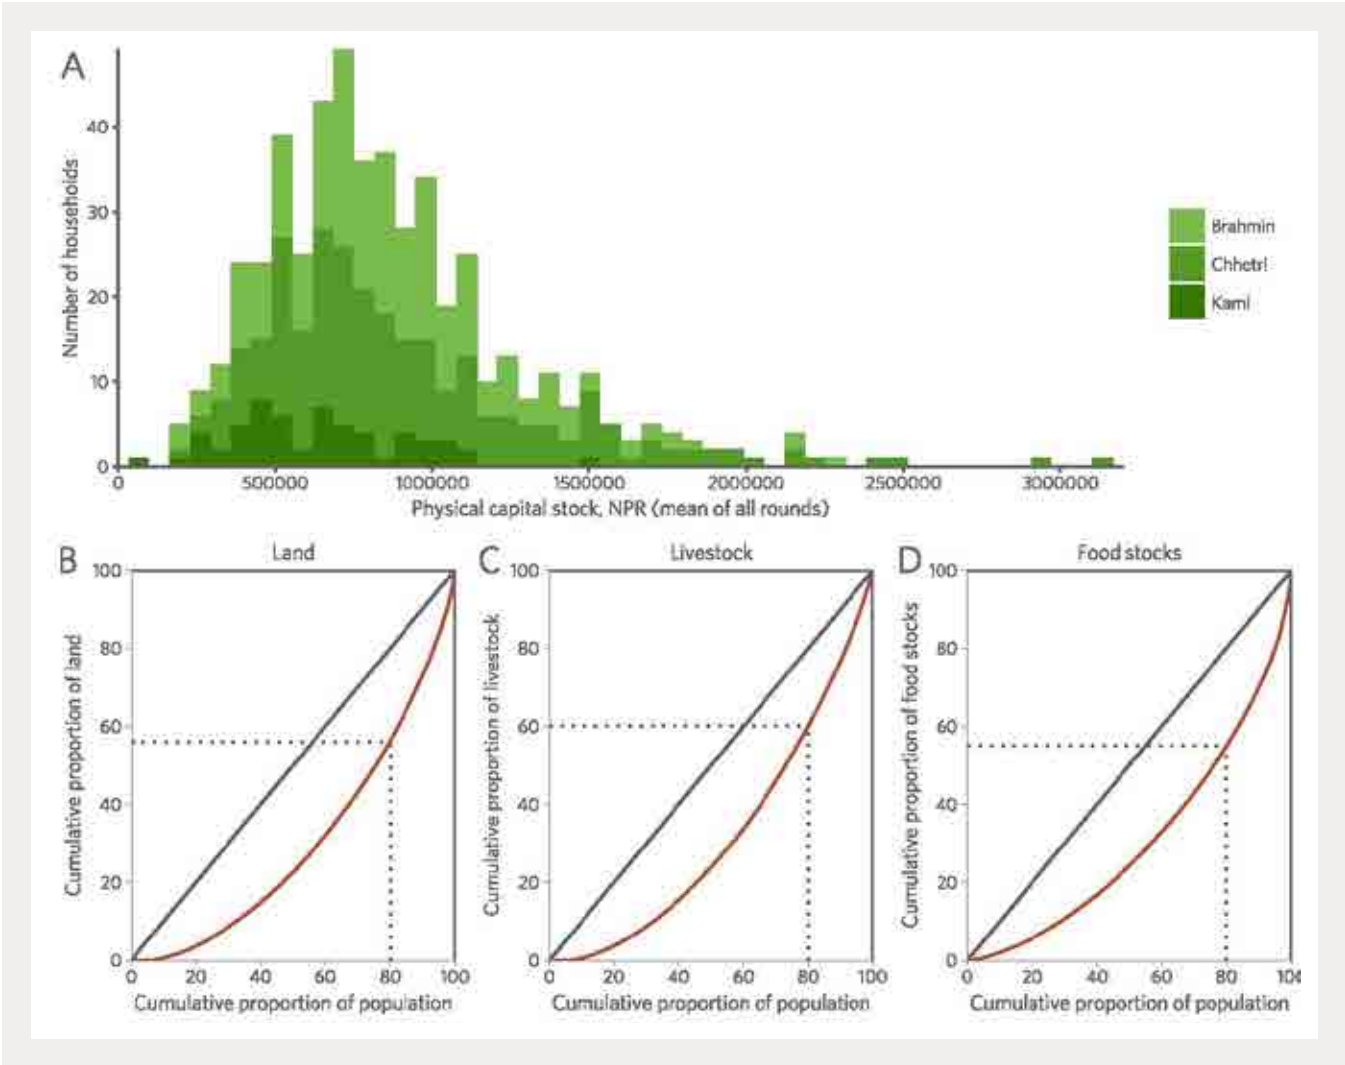 A
Number of households
40
30
20
10
0
0 500000 1000000 1500000 2000000 2500000 3000000
Physical capital stock, NPR (mean of all rounds)
Brahmin
Chhetri
Kami
B
Land
Cumulative proportion of land
100
80
60
40
20
0
0 20 40 60 80 100
Cumulative proportion of population
C
Livestock
Cumulative proportion of livestock
100
80
60
40
20
0
0 20 40 60 80 100
Cumulative proportion of population
D
Food stocks
Cumulative proportion of food stocks
100
80
60
40
20
0
0 20 40 60 80 100
Cumulative proportion of population